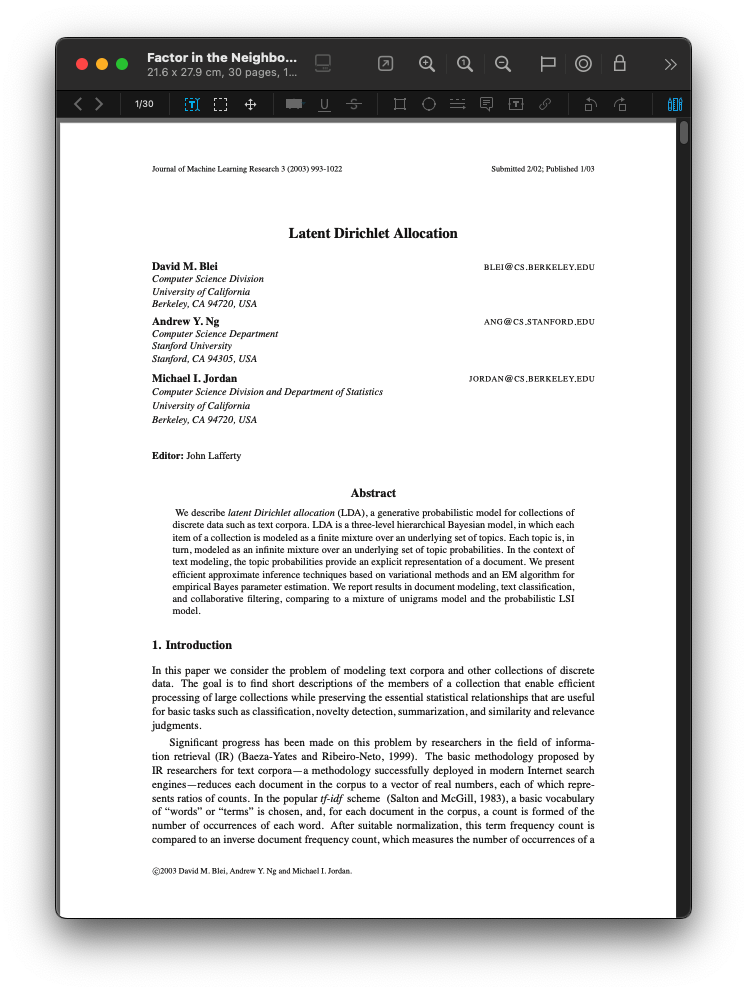 Factor in the Neighbo...
21.6 x 27.9 cm, 30 pages, 1...
1/30
Journal of Machine Learning Research 3 (2003) 993-1022 Submitted 2/02; Published 1/03
Latent Dirichlet Allocation
David M. Blei BLEI@CS.BERKELEY.EDU
Computer Science Division
University of California
Berkeley, CA 94720, USA
Andrew Y. Ng ANG@CS.STANFORD.EDU
Computer Science Department
Stanford University
Stanford, CA 94305, USA
Michael I. Jordan JORDAN@CS.BERKELEY.EDU
Computer Science Division and Department of Statistics
University of California
Berkeley, CA 94720, USA
Editor: John Lafferty
Abstract
We describe latent Dirichlet allocation (LDA), a generative probabilistic model for collections of
discrete data such as text corpora. LDA is a three-level hierarchical Bayesian model, in which each
item of a collection is modeled as a finite mixture over an underlying set of topics. Each topic is, in
turn, modeled as an infinite mixture over an underlying set of topic probabilities. In the context of
text modeling, the topic probabilities provide an explicit representation of a document. We present
efficient approximate inference techniques based on variational methods and an EM algorithm for
empirical Bayes parameter estimation. We report results in document modeling, text classification,
and collaborative filtering, comparing to a mixture of unigrams model and the probabilistic LSI
model.
1. Introduction
In this paper we consider the problem of modeling text corpora and other collections of discrete
data. The goal is to find short descriptions of the members of a collection that enable efficient
processing of large collections while preserving the essential statistical relationships that are useful
for basic tasks such as classification, novelty detection, summarization, and similarity and relevance
judgments.
Significant progress has been made on this problem by researchers in the field of informa-
tion retrieval (IR) (Baeza-Yates and Ribeiro-Neto, 1999). The basic methodology proposed by
IR researchers for text corpora—a methodology successfully deployed in modern Internet search
engines—reduces each document in the corpus to a vector of real numbers, each of which repre-
sents ratios of counts. In the popular tf-idf scheme (Salton and McGill, 1983), a basic vocabulary
of “words” or “terms” is chosen, and, for each document in the corpus, a count is formed of the
number of occurrences of each word. After suitable normalization, this term frequency count is
compared to an inverse document frequency count, which measures the number of occurrences of a
©2003 David M. Blei, Andrew Y. Ng and Michael I. Jordan.